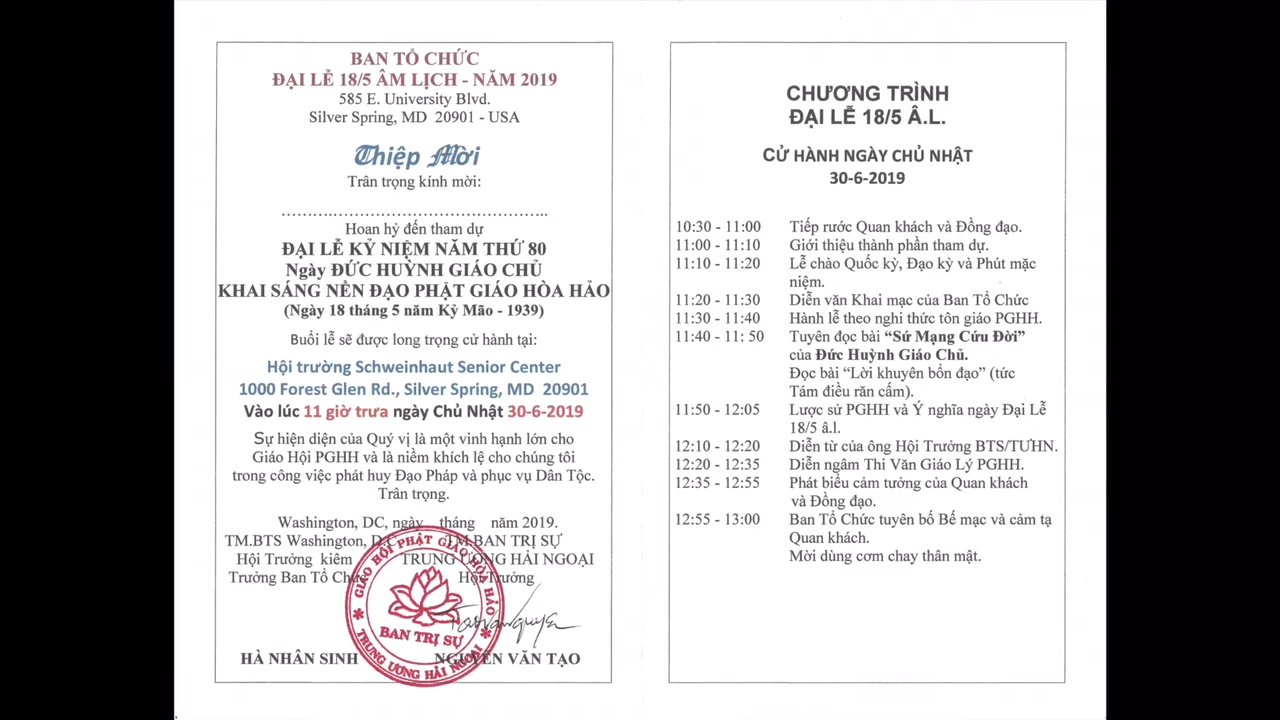 BAN TỔ CHỨC
ĐẠI LỄ 18/5 ÂM LỊCH - NĂM 2019
585 E. University Blvd.
Silver Spring, MD 20901 - USA
Thiệp Mời
Trân trọng kính mời:
………………………………………..
Hoan hỷ đến tham dự
ĐẠI LỄ KỶ NIỆM NĂM THỨ 80
Ngày ĐỨC HUỲNH GIÁO CHỦ
KHAI SÁNG NỀN ĐẠO PHẬT GIÁO HÒA HẢO
(Ngày 18 tháng 5 năm Kỷ Mão - 1939)
Buổi lễ sẽ được long trọng cử hành tại:
Hội trường Schweinhaut Senior Center
1000 Forest Glen Rd., Silver Spring, MD 20901
Vào lúc 11 giờ trưa ngày Chủ Nhật 30-6-2019
Sự hiện diện của Quý vị là một vinh hạnh lớn cho
Giáo Hội PGHH và là niềm khích lệ cho chúng tôi
trong công việc phát huy Đạo Pháp và phục vụ Dân Tộc.
Trân trọng.
Washington, DC, ngày tháng năm 2019.
TM.BTS Washington, D.C TM.BAN TRỊ SỰ
Hội Trưởng kiêm TRUNG ƯƠNG HẢI NGOẠI
Trưởng Ban Tổ Chức Hội Trưởng
GIÁO HỘI PHẬT GIÁO HÒA HẢO
BAN TRỊ SỰ
TRUNG ƯƠNG HẢI NGOẠI
HÀ NHÂN SINH NGUYỄN VĂN TẠO
CHƯƠNG TRÌNH
ĐẠI LỄ 18/5 Â.L.
CỬ HÀNH NGÀY CHỦ NHẬT
30-6-2019
10:30 - 11:00 Tiếp rước Quan khách và Đồng đạo.
11:00 - 11:10 Giới thiệu thành phần tham dự.
11:10 - 11:20 Lễ chào Quốc kỳ, Đạo kỳ và Phút mặc
niệm.
11:20 - 11:30 Diễn văn Khai mạc của Ban Tổ Chức
11:30 - 11:40 Hành lễ theo nghi thức tôn giáo PGHH.
11:40 - 11: 50 Tuyên đọc bài “Sứ Mạng Cứu Đời”
của Đức Huỳnh Giáo Chủ.
Đọc bài “Lời khuyên bổn đạo” (tức
Tám điều răn cấm).
11:50 - 12:05 Lược sử PGHH và Ý nghĩa ngày Đại Lễ
18/5 â.l.
12:10 - 12:20 Diễn từ của ông Hội Trưởng BTS/TƯHN.
12:20 - 12:35 Diễn ngâm Thi Văn Giáo Lý PGHH.
12:35 - 12:55 Phát biểu cảm tưởng của Quan khách
và Đồng đạo.
12:55 - 13:00 Ban Tổ Chức tuyên bố Bế mạc và cảm tạ
Quan khách.
Mời dùng cơm chay thân mật.